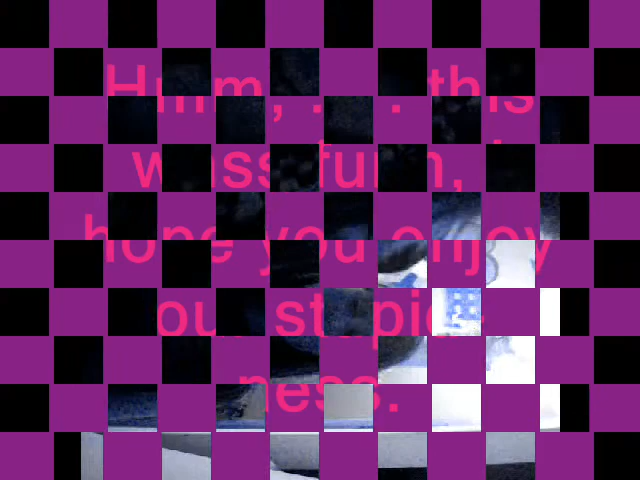 Hmm, . . . this
wass funn, i
hope you enjoy
our stupid-
ness.